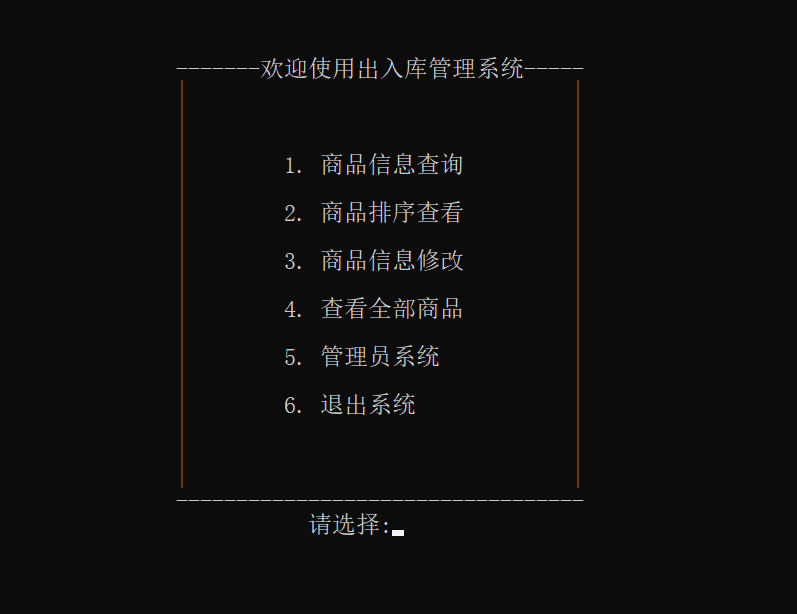 -------欢迎使用出入库管理系统-----
1. 商品信息查询
2. 商品排序查看
3. 商品信息修改
4. 查看全部商品
5. 管理员系统
6. 退出系统
----------------------------------
请选择: